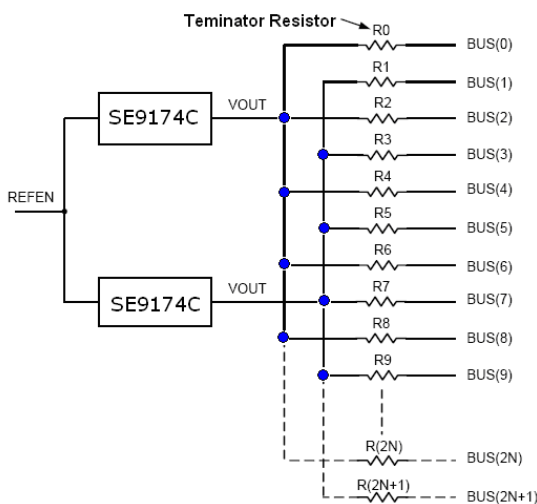 Teminator Resistor
R0 BUS(0)
R1 BUS(1)
VOUT R2 BUS(2)
SE9174C
R3 BUS(3)
R4 BUS(4)
REFEN
R5 BUS(5)
R6 BUS(6)
VOUT R7 BUS(7)
SE9174C
R8 BUS(8)
R9 BUS(9)
R(2N) BUS(2N)
R(2N+1) BUS(2N+1)